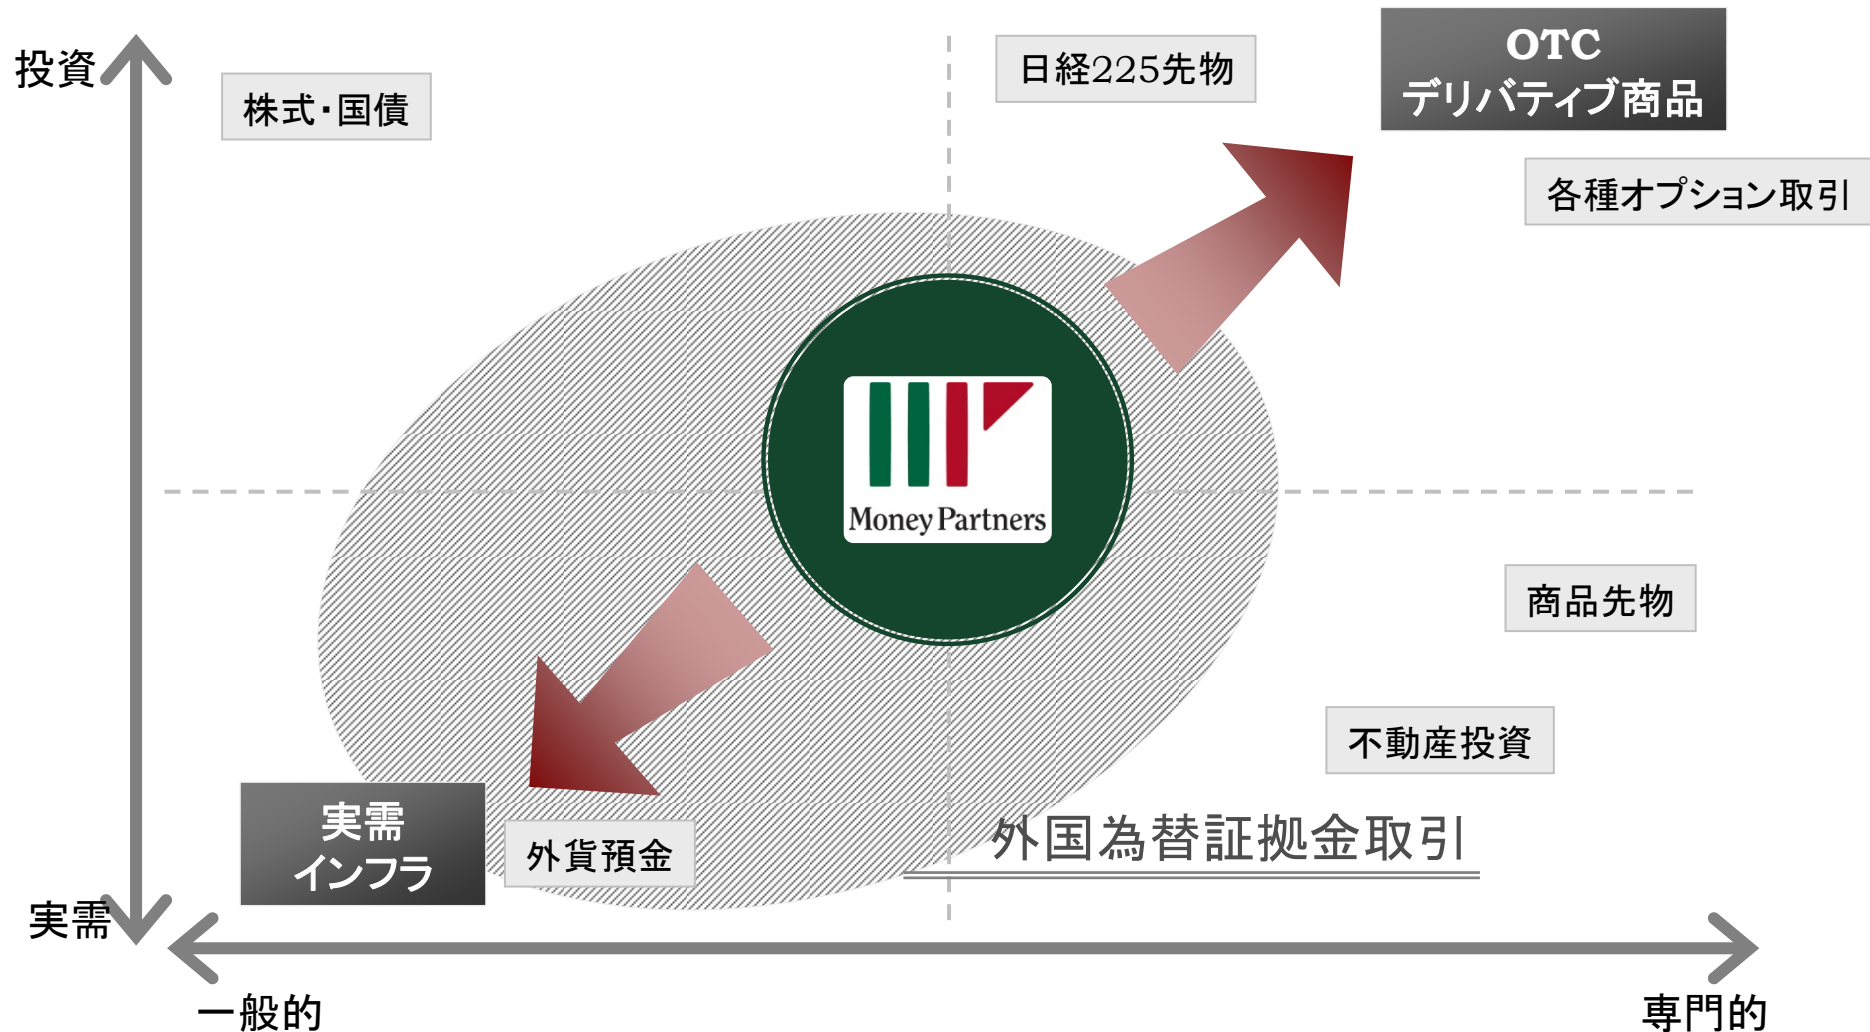 投資
株式・国債
日経225先物
OTC
デリバティブ商品
各種オプション取引
Money Partners
商品先物
不動産投資
外国為替証拠金取引
実需
インフラ
外貨預金
実需
一般的
専門的